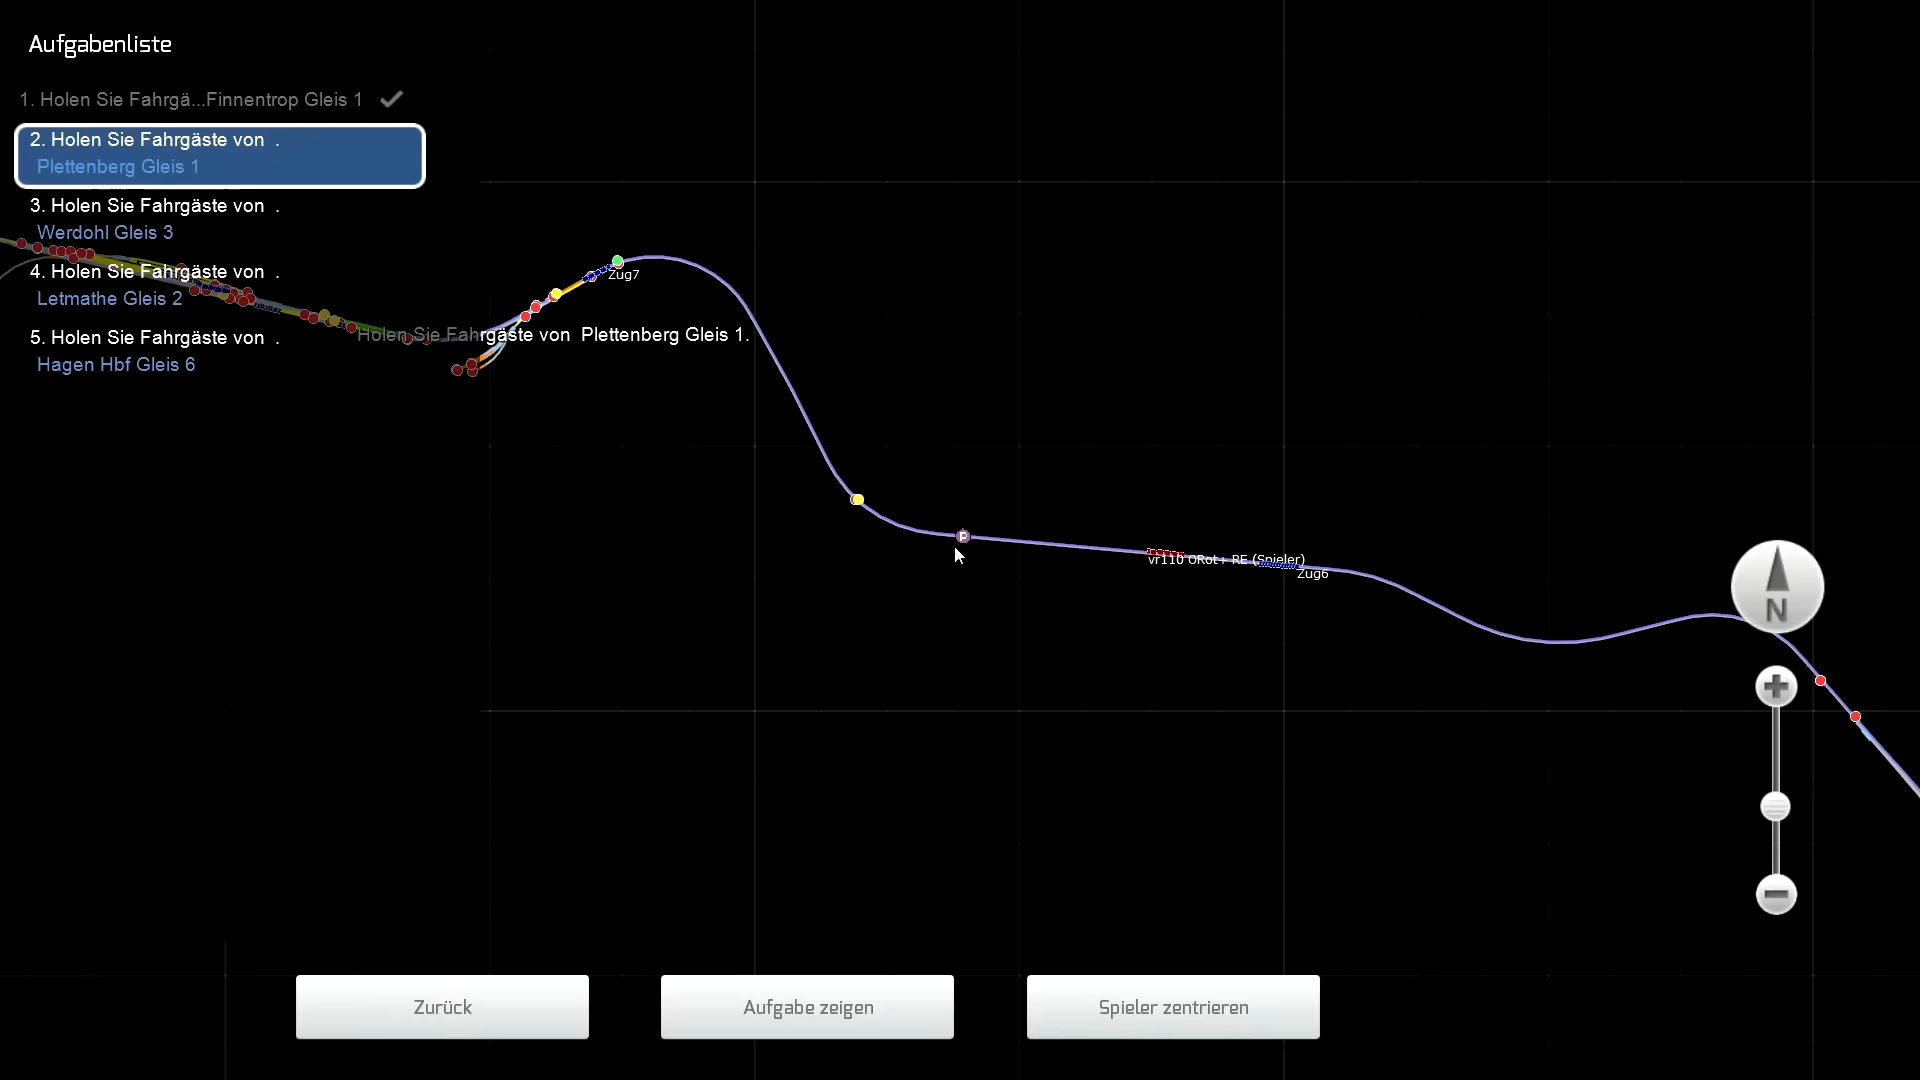 Aufgabenliste
1. Holen Sie Fahrgä...Finnentrop Gleis 1
2. Holen Sie Fahrgäste von .
Plettenberg Gleis 1
3. Holen Sie Fahrgäste von .
Werdohl Gleis 3
4. Holen Sie Fahrgäste von .
Letmathe Gleis 2
5. Holen Sie Fahrgäste von .
Hagen Hbf Gleis 6
Zug7
Holen Sie Fahrgäste von Plettenberg Gleis 1.
P
vr110 ORot+ RE (Spieler)
Zug6
N
Zurück
Aufgabe zeigen
Spieler zentrieren